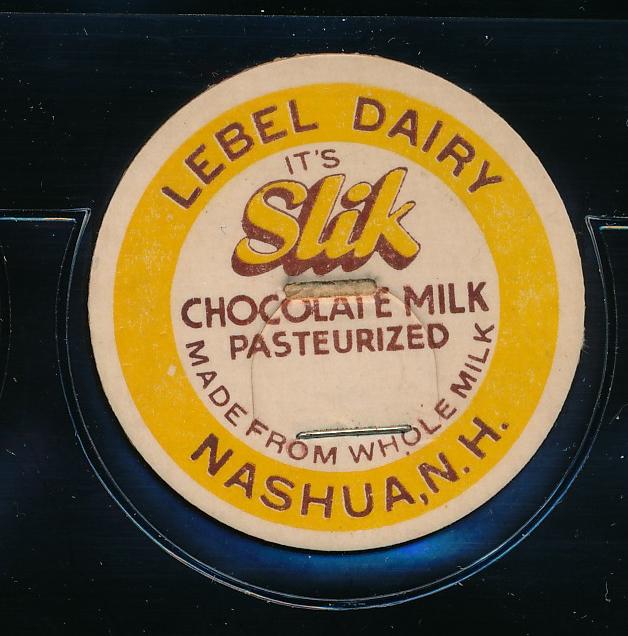 LEBEL DAIRY
IT'S
Slik
CHOCOLATE MILK
PASTEURIZED
MADE FROM WHOLE MILK
NASHUA, N.H.